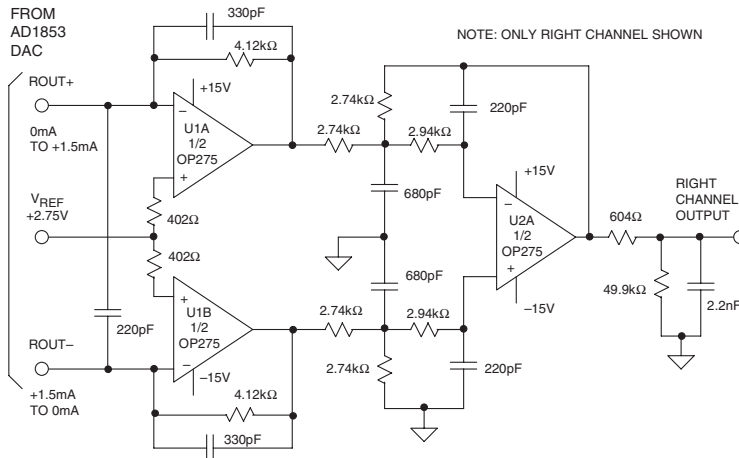 FROM
AD1853
DAC
NOTE: ONLY RIGHT CHANNEL SHOWN
330pF
4.12kΩ
ROUT+
0mA
TO +1.5mA
+15V
–
U1A
1/2
OP275
+
2.74kΩ
2.74kΩ
2.94kΩ
220pF
680pF
VREF
+2.75V
402Ω
402Ω
+15V
–
U2A
1/2
OP275
+
–15V
RIGHT
CHANNEL
OUTPUT
604Ω
49.9kΩ
2.2nF
680pF
220pF
+
U1B
1/2
OP275
–
–15V
2.74kΩ
2.94kΩ
2.74kΩ
220pF
ROUT–
+1.5mA
TO 0mA
4.12kΩ
330pF